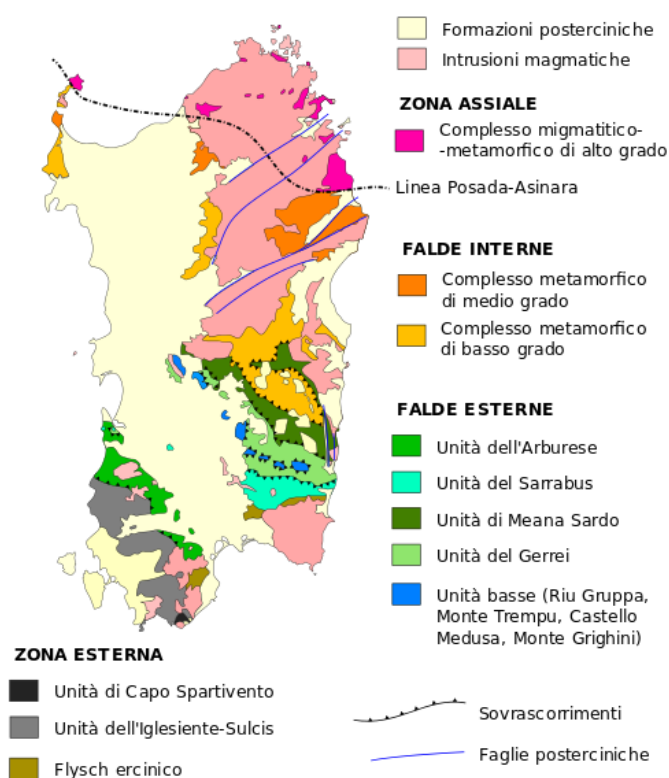 Formazioni posterciniche
Intrusioni magmatiche
ZONA ASSIALE
Complesso migmatitico-
-metamorfico di alto grado
Linea Posada-Asinara
FALDE INTERNE
Complesso metamorfico
di medio grado
Complesso metamorfico
di basso grado
FALDE ESTERNE
Unità dell'Arburese
Unità del Sarrabus
Unità di Meana Sardo
Unità del Gerrei
Unità basse (Riu Gruppa,
Monte Trempu, Castello
Medusa, Monte Grighini)
ZONA ESTERNA
Unità di Capo Spartivento
Unità dell'Iglesiente-Sulcis
Flysch ercinico
Sovrascorrimenti
Faglie posterciniche